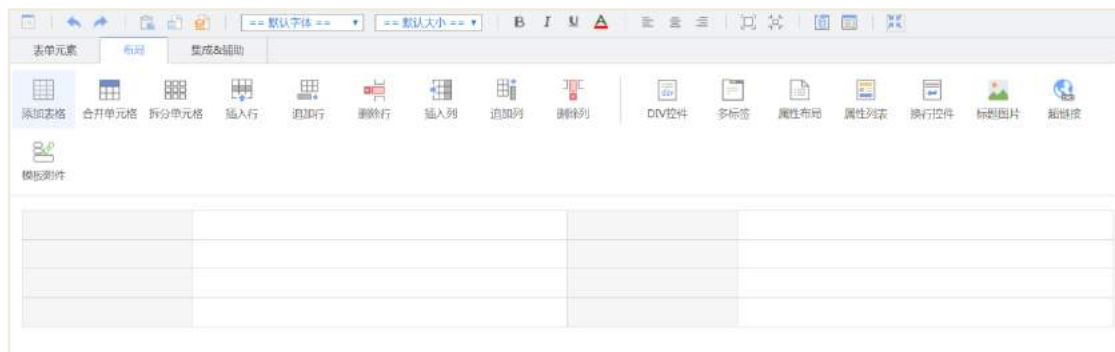 == 默认字体 == == 默认大小 == B I U A
表单元素 布局 集成&辅助
添加表格 合并单元格 拆分单元格 插入行 追加行 删除行 插入列 追加列 删除列 DIV控件 多标签 属性布局 属性列表 换行控件 标题图片 超链接
模板附件